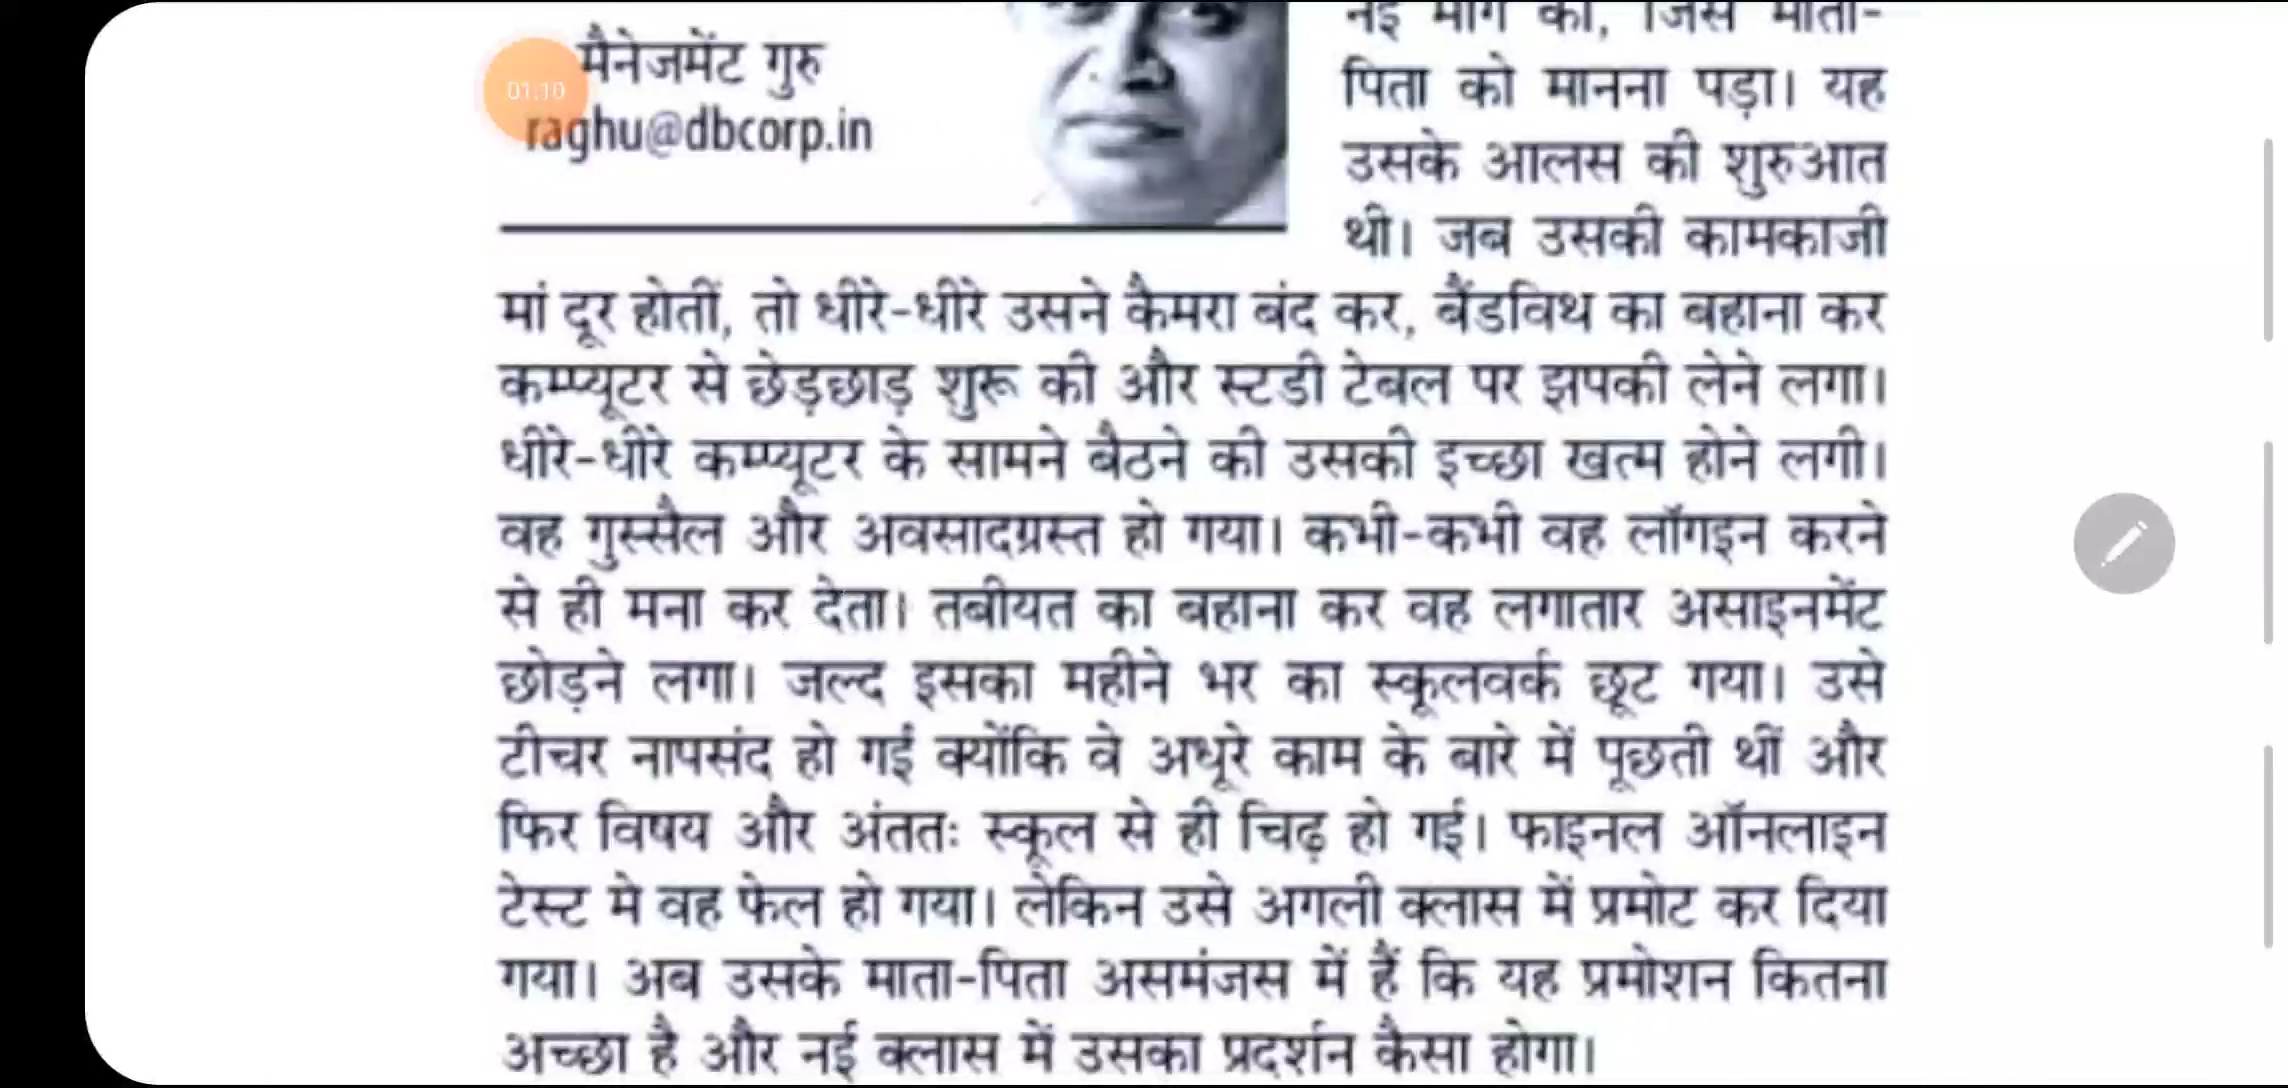 मैनेजमेंट गुरु
01:10
raghu@dbcorp.in
नई मांग की, जिसे माता-
पिता को मानना पड़ा। यह
उसके आलस की शुरुआत
थी। जब उसकी कामकाजी
मां दूर होतीं, तो धीरे-धीरे उसने कैमरा बंद कर, बैंडविथ का बहाना कर
कम्प्यूटर से छेड़छाड़ शुरू की और स्टडी टेबल पर झपकी लेने लगा।
धीरे-धीरे कम्प्यूटर के सामने बैठने की उसकी इच्छा खत्म होने लगी।
वह गुस्सैल और अवसादग्रस्त हो गया। कभी-कभी वह लॉगइन करने
से ही मना कर देता। तबीयत का बहाना कर वह लगातार असाइनमेंट
छोड़ने लगा। जल्द इसका महीने भर का स्कूलवर्क छूट गया। उसे
टीचर नापसंद हो गईं क्योंकि वे अधूरे काम के बारे में पूछती थीं और
फिर विषय और अंततः स्कूल से ही चिढ़ हो गई। फाइनल ऑनलाइन
टेस्ट मे वह फेल हो गया। लेकिन उसे अगली क्लास में प्रमोट कर दिया
गया। अब उसके माता-पिता असमंजस में हैं कि यह प्रमोशन कितना
अच्छा है और नई क्लास में उसका प्रदर्शन कैसा होगा।